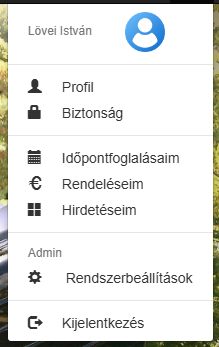 Lövei István
Profil
Biztonság
Időpontfoglalásaim
Rendeléseim
Hirdetéseim
Admin
Rendszerbeállítások
Kijelentkezés